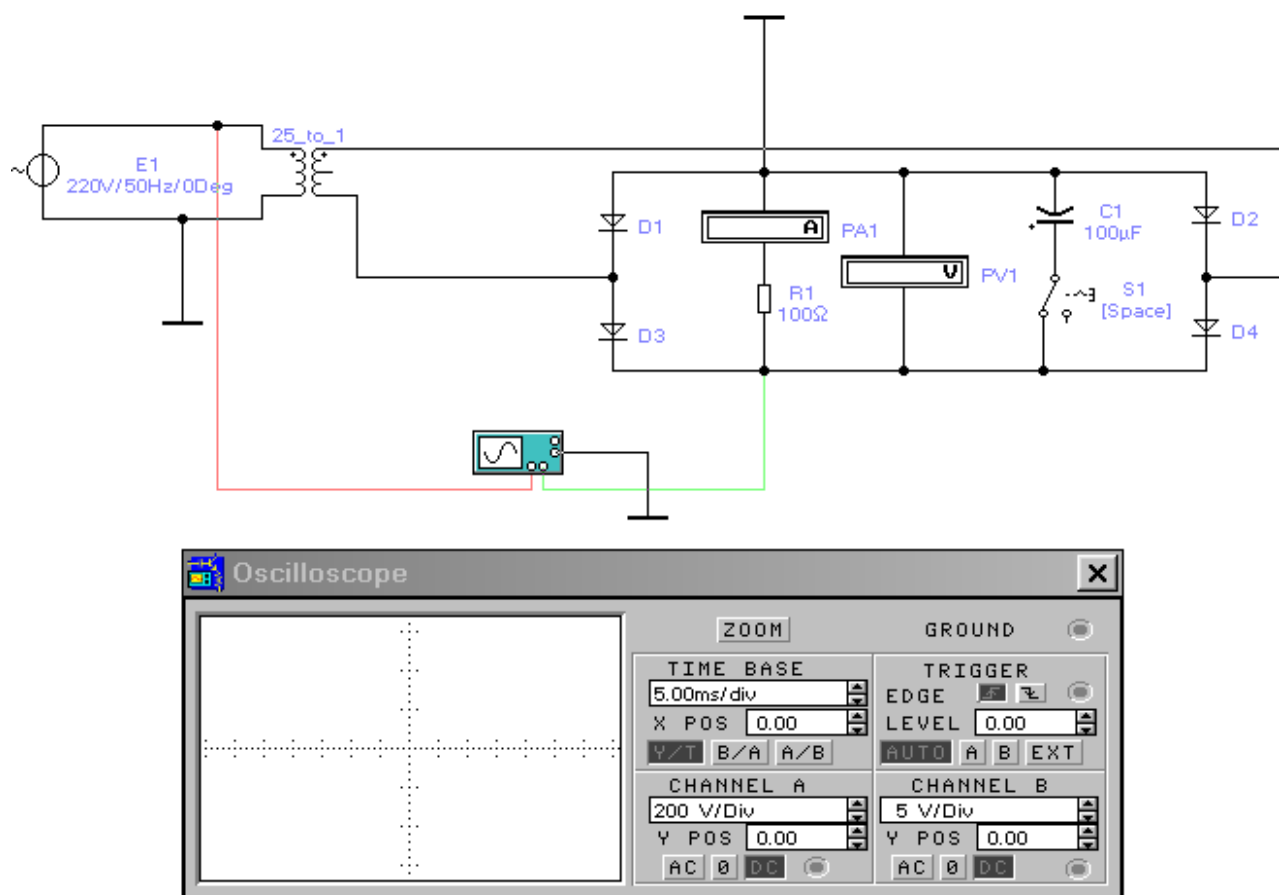 25_to_1
E1
220V/50Hz/0Deg
D1
A
PA1
C1
100µF
D2
V
PV1
R1
100Ω
S1
[Space]
D3
D4
Oscilloscope
ZOOM
GROUND
TIME BASE
5.00ms/div
X POS 0.00
Y/T B/A A/B
TRIGGER
EDGE
LEVEL 0.00
AUTO A B EXT
CHANNEL A
200 V/Div
Y POS 0.00
AC 0 DC
CHANNEL B
5 V/Div
Y POS 0.00
AC 0 DC